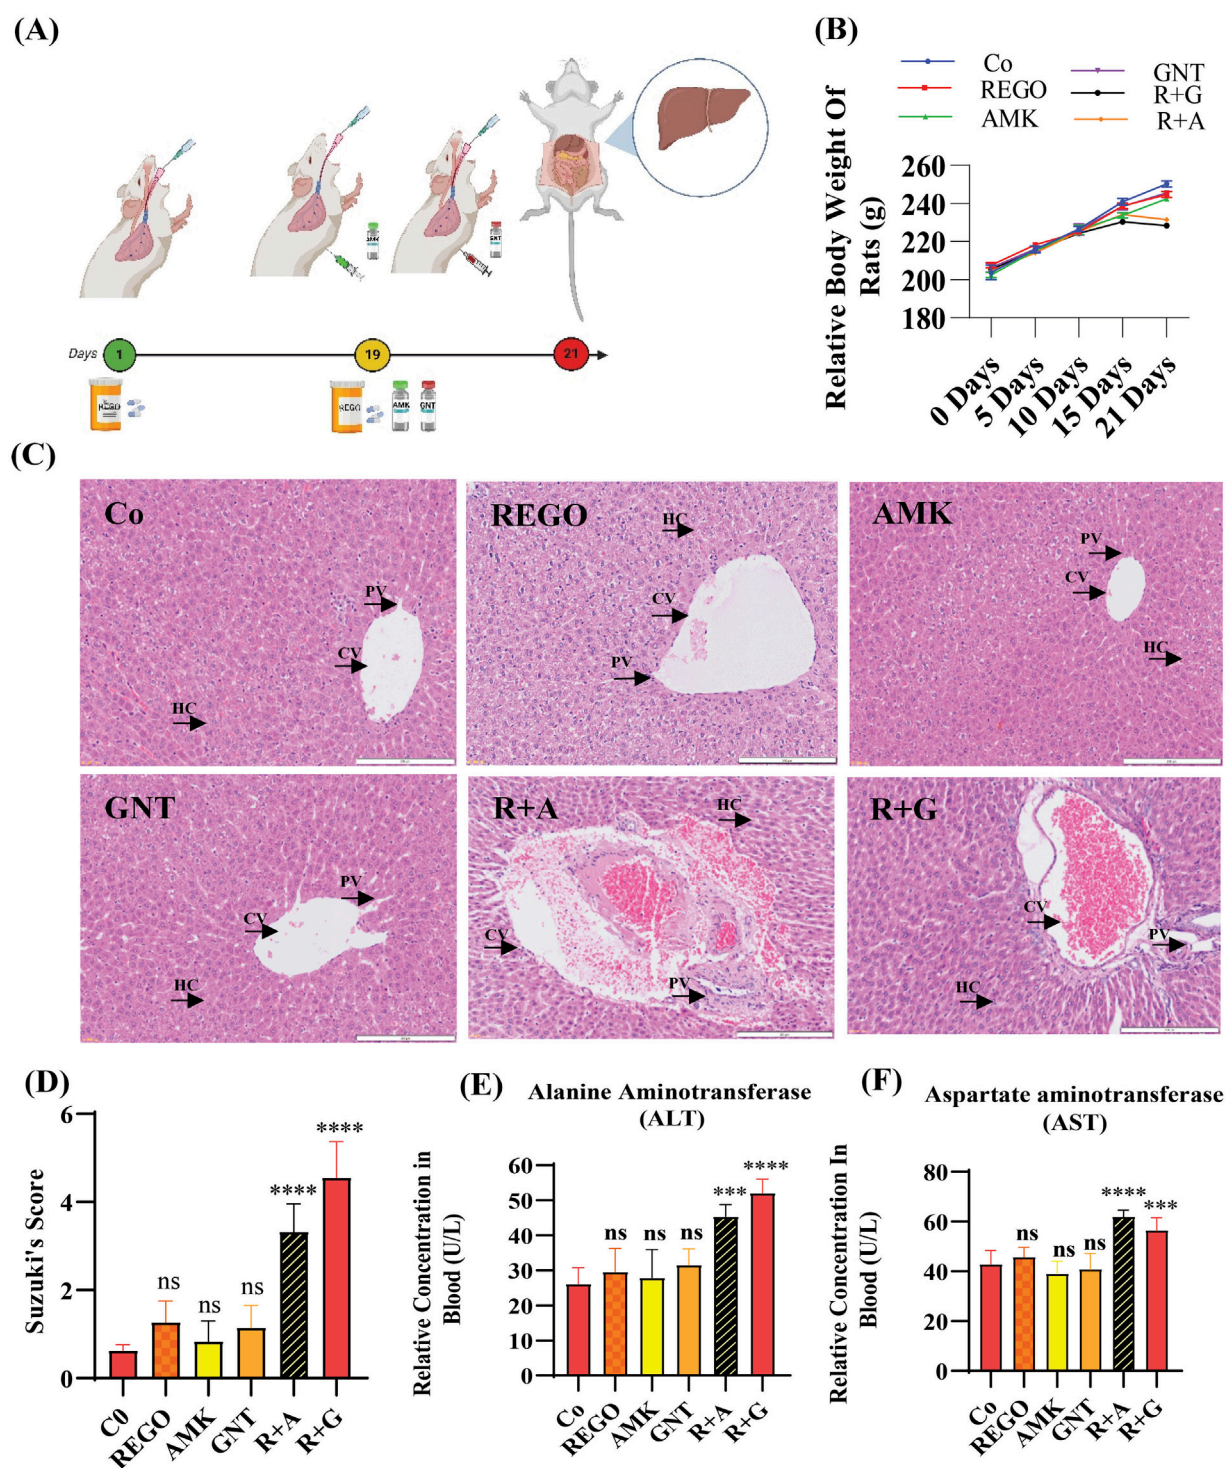 (A)
Days
1
19
21
REGO
REGO
AMK
GNT
AMK
GNT
(B)
Co
REGO
AMK
GNT
R+G
R+A
Relative Body Weight Of
Rats (g)
260
240
220
200
180
0 Days
5 Days
10 Days
15 Days
21 Days
(C)
Co
PV
CV
HC
REGO
HC
CV
PV
AMK
PV
CV
HC
GNT
PV
CV
HC
R+A
HC
CV
PV
R+G
CV
PV
HC
(D)
Suzuki's Score
6
4
2
0
ns
ns
ns
****
****
C0
REGO
AMK
GNT
R+A
R+G
(E)
Alanine Aminotransferase
(ALT)
Relative Concentration in
Blood (U/L)
60
50
40
30
20
10
0
ns
ns
ns
***
****
Co
REGO
AMK
GNT
R+A
R+G
(F)
Aspartate aminotransferase
(AST)
Relative Concentration In
Blood (U/L)
80
60
40
20
0
ns
ns
ns
****
***
Co
REGO
AMK
GNT
R+A
R+G